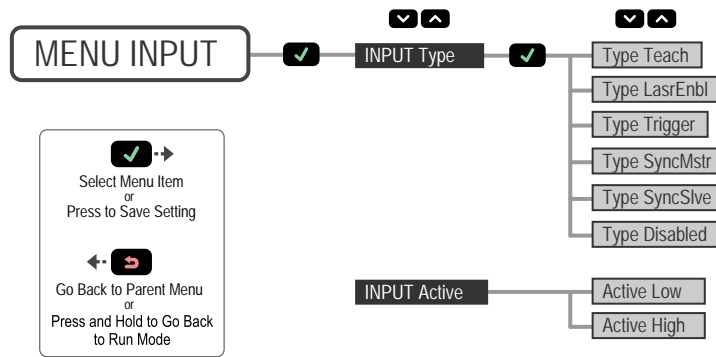 MENU INPUT
INPUT Type
Type Teach
Type LasrEnbl
Type Trigger
Type SyncMstr
Type SyncSlve
Type Disabled
INPUT Active
Active Low
Active High
Select Menu Item
or
Press to Save Setting
Go Back to Parent Menu
or
Press and Hold to Go Back
to Run Mode